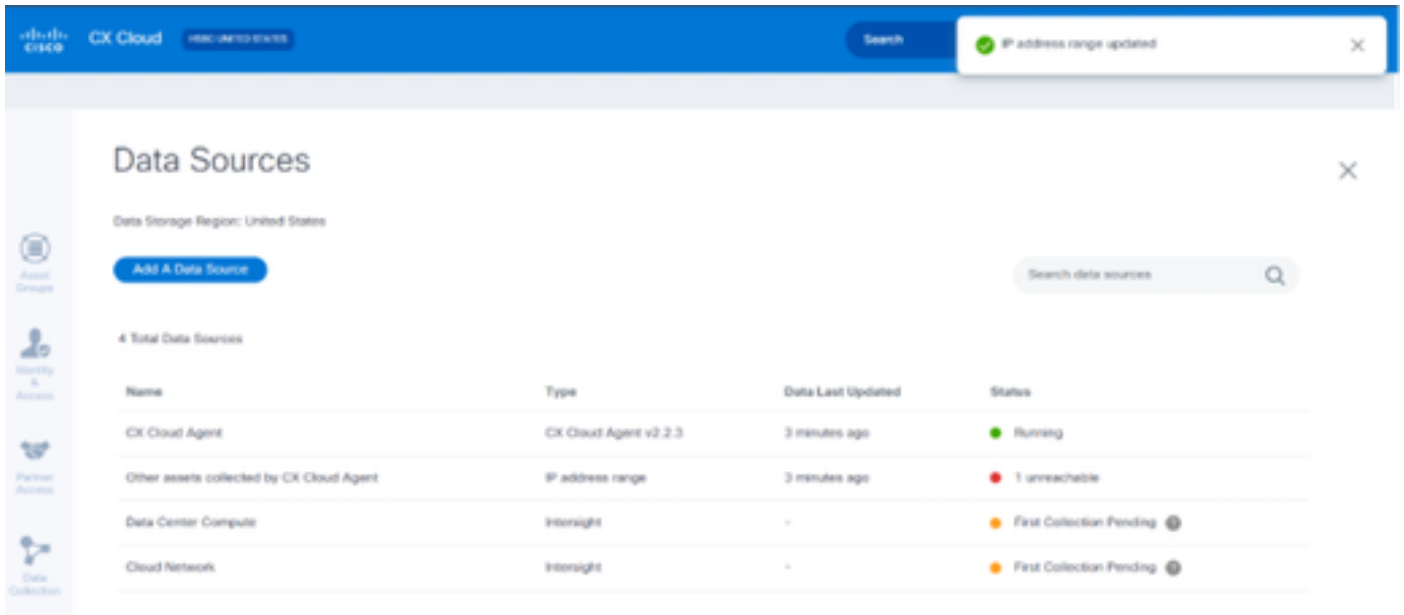 CISCO
CX Cloud
HSBC UNITED STATES
Search
IP address range updated
Data Sources
Data Storage Region: United States
Add A Data Source
Search data sources
Asset
Groups
4 Total Data Sources
Identity
&
Access
Name Type Data Last Updated Status
CX Cloud Agent CX Cloud Agent v2.2.3 3 minutes ago Running
Partner
Access
Other assets collected by CX Cloud Agent IP address range 3 minutes ago 1 unreachable
Data Center Compute Intersight - First Collection Pending ?
Cloud Network Intersight - First Collection Pending ?
Data
Collection